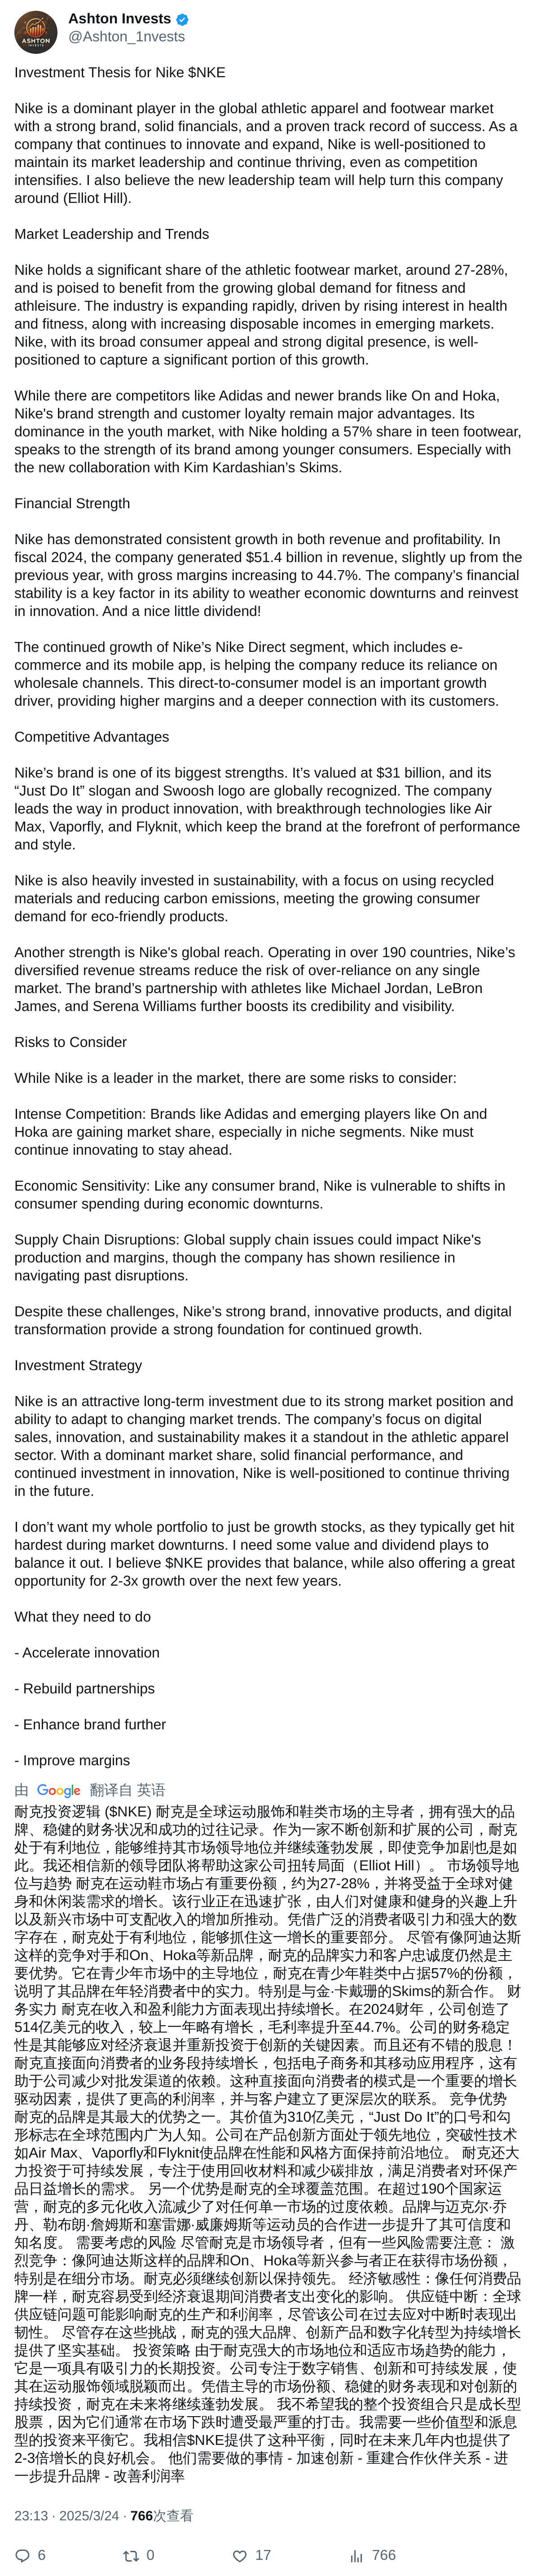 Ashton Invests
@Ashton_1nvests
ASHTON
INVESTS
Investment Thesis for Nike $NKE
Nike is a dominant player in the global athletic apparel and footwear market
with a strong brand, solid financials, and a proven track record of success. As a
company that continues to innovate and expand, Nike is well-positioned to
maintain its market leadership and continue thriving, even as competition
intensifies. I also believe the new leadership team will help turn this company
around (Elliot Hill).
Market Leadership and Trends
Nike holds a significant share of the athletic footwear market, around 27-28%,
and is poised to benefit from the growing global demand for fitness and
athleisure. The industry is expanding rapidly, driven by rising interest in health
and fitness, along with increasing disposable incomes in emerging markets.
Nike, with its broad consumer appeal and strong digital presence, is well-
positioned to capture a significant portion of this growth.
While there are competitors like Adidas and newer brands like On and Hoka,
Nike's brand strength and customer loyalty remain major advantages. Its
dominance in the youth market, with Nike holding a 57% share in teen footwear,
speaks to the strength of its brand among younger consumers. Especially with
the new collaboration with Kim Kardashian’s Skims.
Financial Strength
Nike has demonstrated consistent growth in both revenue and profitability. In
fiscal 2024, the company generated $51.4 billion in revenue, slightly up from the
previous year, with gross margins increasing to 44.7%. The company’s financial
stability is a key factor in its ability to weather economic downturns and reinvest
in innovation. And a nice little dividend!
The continued growth of Nike’s Nike Direct segment, which includes e-
commerce and its mobile app, is helping the company reduce its reliance on
wholesale channels. This direct-to-consumer model is an important growth
driver, providing higher margins and a deeper connection with its customers.
Competitive Advantages
Nike’s brand is one of its biggest strengths. It’s valued at $31 billion, and its
“Just Do It” slogan and Swoosh logo are globally recognized. The company
leads the way in product innovation, with breakthrough technologies like Air
Max, Vaporfly, and Flyknit, which keep the brand at the forefront of performance
and style.
Nike is also heavily invested in sustainability, with a focus on using recycled
materials and reducing carbon emissions, meeting the growing consumer
demand for eco-friendly products.
Another strength is Nike's global reach. Operating in over 190 countries, Nike’s
diversified revenue streams reduce the risk of over-reliance on any single
market. The brand’s partnership with athletes like Michael Jordan, LeBron
James, and Serena Williams further boosts its credibility and visibility.
Risks to Consider
While Nike is a leader in the market, there are some risks to consider:
Intense Competition: Brands like Adidas and emerging players like On and
Hoka are gaining market share, especially in niche segments. Nike must
continue innovating to stay ahead.
Economic Sensitivity: Like any consumer brand, Nike is vulnerable to shifts in
consumer spending during economic downturns.
Supply Chain Disruptions: Global supply chain issues could impact Nike's
production and margins, though the company has shown resilience in
navigating past disruptions.
Despite these challenges, Nike’s strong brand, innovative products, and digital
transformation provide a strong foundation for continued growth.
Investment Strategy
Nike is an attractive long-term investment due to its strong market position and
ability to adapt to changing market trends. The company’s focus on digital
sales, innovation, and sustainability makes it a standout in the athletic apparel
sector. With a dominant market share, solid financial performance, and
continued investment in innovation, Nike is well-positioned to continue thriving
in the future.
I don’t want my whole portfolio to just be growth stocks, as they typically get hit
hardest during market downturns. I need some value and dividend plays to
balance it out. I believe $NKE provides that balance, while also offering a great
opportunity for 2-3x growth over the next few years.
What they need to do
- Accelerate innovation
- Rebuild partnerships
- Enhance brand further
- Improve margins
由 Google 翻译自 英语
耐克投资逻辑 ($NKE) 耐克是全球运动服饰和鞋类市场的主导者，拥有强大的品
牌、稳健的财务状况和成功的过往记录。作为一家不断创新和扩展的公司，耐克
处于有利地位，能够维持其市场领导地位并继续蓬勃发展，即使竞争加剧也是如
此。我还相信新的领导团队将帮助这家公司扭转局面（Elliot Hill）。 市场领导地
位与趋势 耐克在运动鞋市场占有重要份额，约为27-28%，并将受益于全球对健
身和休闲装需求的增长。该行业正在迅速扩张，由人们对健康和健身的兴趣上升
以及新兴市场中可支配收入的增加所推动。凭借广泛的消费者吸引力和强大的数
字存在，耐克处于有利地位，能够抓住这一增长的重要部分。 尽管有像阿迪达斯
这样的竞争对手和On、Hoka等新品牌，耐克的品牌实力和客户忠诚度仍然是主
要优势。它在青少年市场中的主导地位，耐克在青少年鞋类中占据57%的份额，
说明了其品牌在年轻消费者中的实力。特别是与金·卡戴珊的Skims的新合作。 财
务实力 耐克在收入和盈利能力方面表现出持续增长。在2024财年，公司创造了
514亿美元的收入，较上一年略有增长，毛利率提升至44.7%。公司的财务稳定
性是其能够应对经济衰退并重新投资于创新的关键因素。而且还有不错的股息！
耐克直接面向消费者的业务段持续增长，包括电子商务和其移动应用程序，这有
助于公司减少对批发渠道的依赖。这种直接面向消费者的模式是一个重要的增长
驱动因素，提供了更高的利润率，并与客户建立了更深层次的联系。 竞争优势
耐克的品牌是其最大的优势之一。其价值为310亿美元，“Just Do It”的口号和勾
形标志在全球范围内广为人知。公司在产品创新方面处于领先地位，突破性技术
如Air Max、Vaporfly和Flyknit使品牌在性能和风格方面保持前沿地位。 耐克还大
力投资于可持续发展，专注于使用回收材料和减少碳排放，满足消费者对环保产
品日益增长的需求。 另一个优势是耐克的全球覆盖范围。在超过190个国家运
营，耐克的多元化收入流减少了对任何单一市场的过度依赖。品牌与迈克尔·乔
丹、勒布朗·詹姆斯和塞雷娜·威廉姆斯等运动员的合作进一步提升了其可信度和
知名度。 需要考虑的风险 尽管耐克是市场领导者，但有一些风险需要注意： 激
烈竞争：像阿迪达斯这样的品牌和On、Hoka等新兴参与者正在获得市场份额，
特别是在细分市场。耐克必须继续创新以保持领先。 经济敏感性：像任何消费品
牌一样，耐克容易受到经济衰退期间消费者支出变化的影响。 供应链中断：全球
供应链问题可能影响耐克的生产和利润率，尽管该公司在过去应对中断时表现出
韧性。 尽管存在这些挑战，耐克的强大品牌、创新产品和数字化转型为持续增长
提供了坚实基础。 投资策略 由于耐克强大的市场地位和适应市场趋势的能力，
它是一项具有吸引力的长期投资。公司专注于数字销售、创新和可持续发展，使
其在运动服饰领域脱颖而出。凭借主导的市场份额、稳健的财务表现和对创新的
持续投资，耐克在未来将继续蓬勃发展。 我不希望我的整个投资组合只是成长型
股票，因为它们通常在市场下跌时遭受最严重的打击。我需要一些价值型和派息
型的投资来平衡它。我相信$NKE提供了这种平衡，同时在未来几年内也提供了
2-3倍增长的良好机会。 他们需要做的事情 - 加速创新 - 重建合作伙伴关系 - 进
一步提升品牌 - 改善利润率
23:13 · 2025/3/24 · 766次查看
6 0 17 766